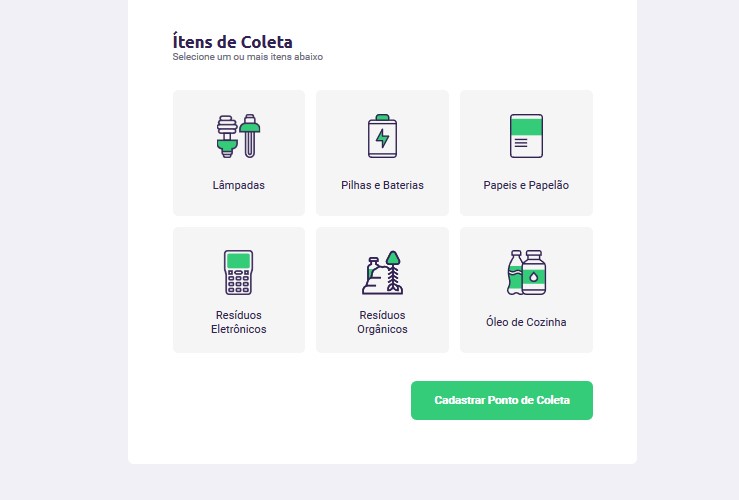 Ítens de Coleta
Selecione um ou mais itens abaixo
Lâmpadas
Pilhas e Baterias
Papeis e Papelão
Resíduos
Eletrônicos
Resíduos
Orgânicos
Óleo de Cozinha
Cadastrar Ponto de Coleta